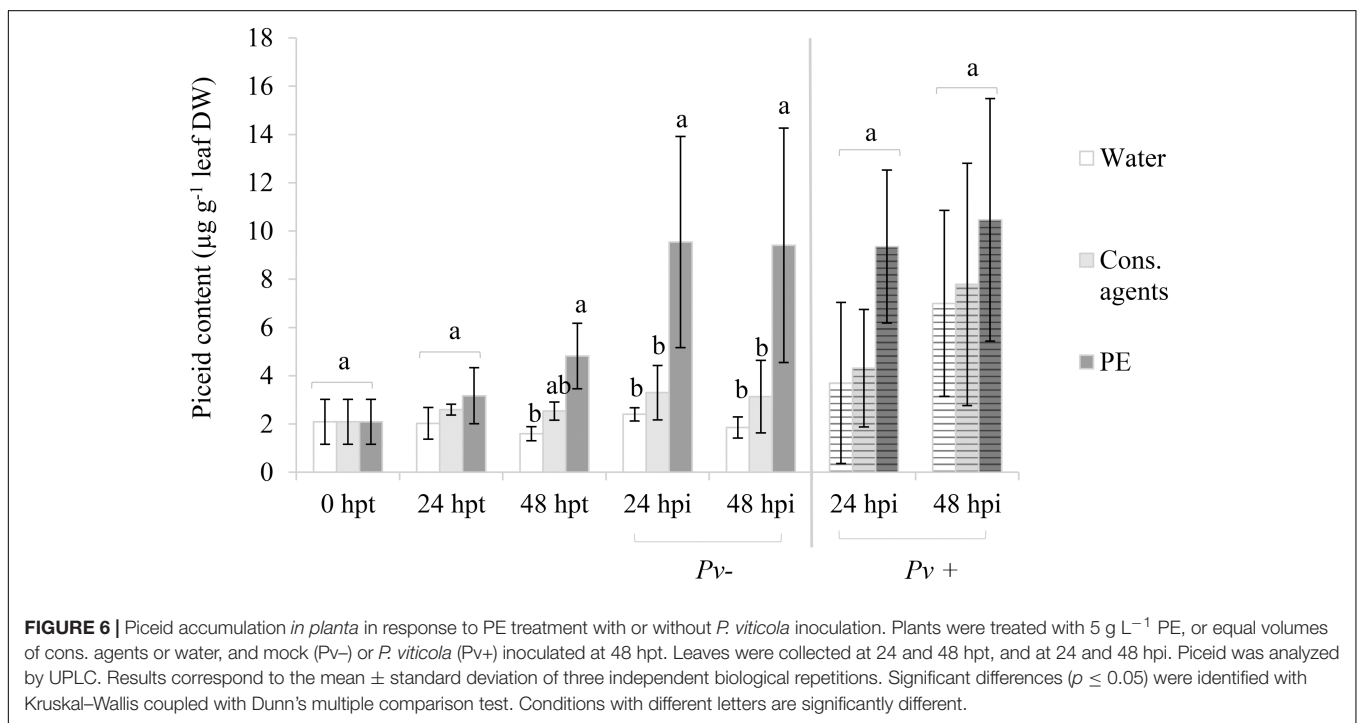 18
16
14
12
10
8
6
4
2
0
Piceid content (µg g-1 leaf DW)
a
a
b
ab
a
b
b
a
b
b
a
a
a
0 hpt
24 hpt
48 hpt
24 hpi
48 hpi
24 hpi
48 hpi
Pv-
Pv +
Water
Cons.
agents
PE
FIGURE 6 | Piceid accumulation in planta in response to PE treatment with or without P. viticola inoculation. Plants were treated with 5 g L−1 PE, or equal volumes
of cons. agents or water, and mock (Pv–) or P. viticola (Pv+) inoculated at 48 hpt. Leaves were collected at 24 and 48 hpt, and at 24 and 48 hpi. Piceid was analyzed
by UPLC. Results correspond to the mean ± standard deviation of three independent biological repetitions. Significant differences (p ≤ 0.05) were identified with
Kruskal–Wallis coupled with Dunn's multiple comparison test. Conditions with different letters are significantly different.